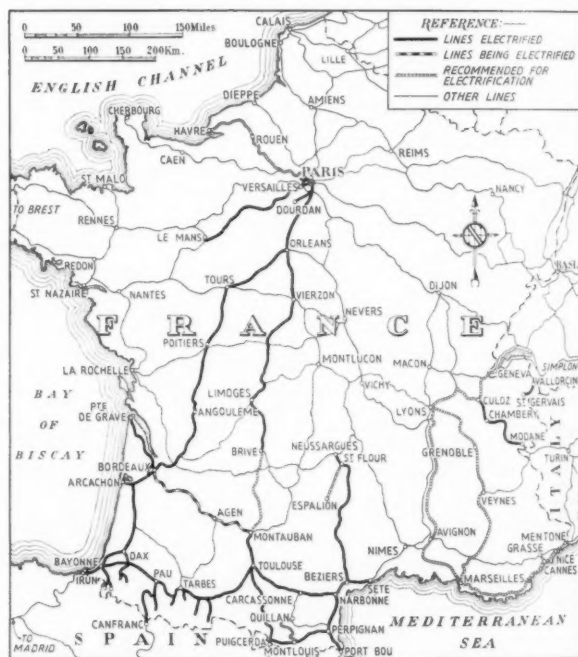 50 0 50 100 150 Miles
50 0 100 200 Km.
REFERENCE:
LINES ELECTRIFIED
LINES BEING ELECTRIFIED
RECOMMENDED FOR
ELECTRIFICATION
OTHER LINES
CALAIS
BOULOGNE
LILLE
ENGLISH CHANNEL
DIEPPE
AMIENS
CHERBOURG
HAVRE
ROUEN
REIMS
CAEN
PARIS
ST MALO
VERSAILLES
NANCY
TO BREST
DOURDAN
RENNES
LE MANS
ORLEANS
REDON
TOURS
ST NAZAIRE
NANTES
VIERZON
DIJON
NEVERS
FRANCE
POITIERS
MONTLUCON
MACON
SIMPLON
LA ROCHELLE
GENEVA
VALLORCINE
VICHY
BAY
OF
BISCAY
PTE
DE GRAVE
LIMOGES
ANGOULEME
CULOZ
ST GERVAIS
CHAMBERY
LYONS
MODANE
ITALY
BORDEAUX
BRIVE
NEUSSARGUES
ST FLOUR
GRENOBLE
TURIN
ARCACHON
AGEN
ESPALION
VEYNES
MONTAUBAN
AVIGNON
MENTONE
GRASSE
BAYONNE
DAX
NIMES
NICE
CANNES
IRUN
PAU
TOULOUSE
BEZIERS
MARSEILLES
TARBES
SETE
CARCASSONNE
NARBONNE
QUILLAN
MEDITERRANEAN
SEA
CANFRANC
PERPIGNAN
SPAIN
PUIGCERDA
TO
MADRID
MONTLOUIS
PORT BOU